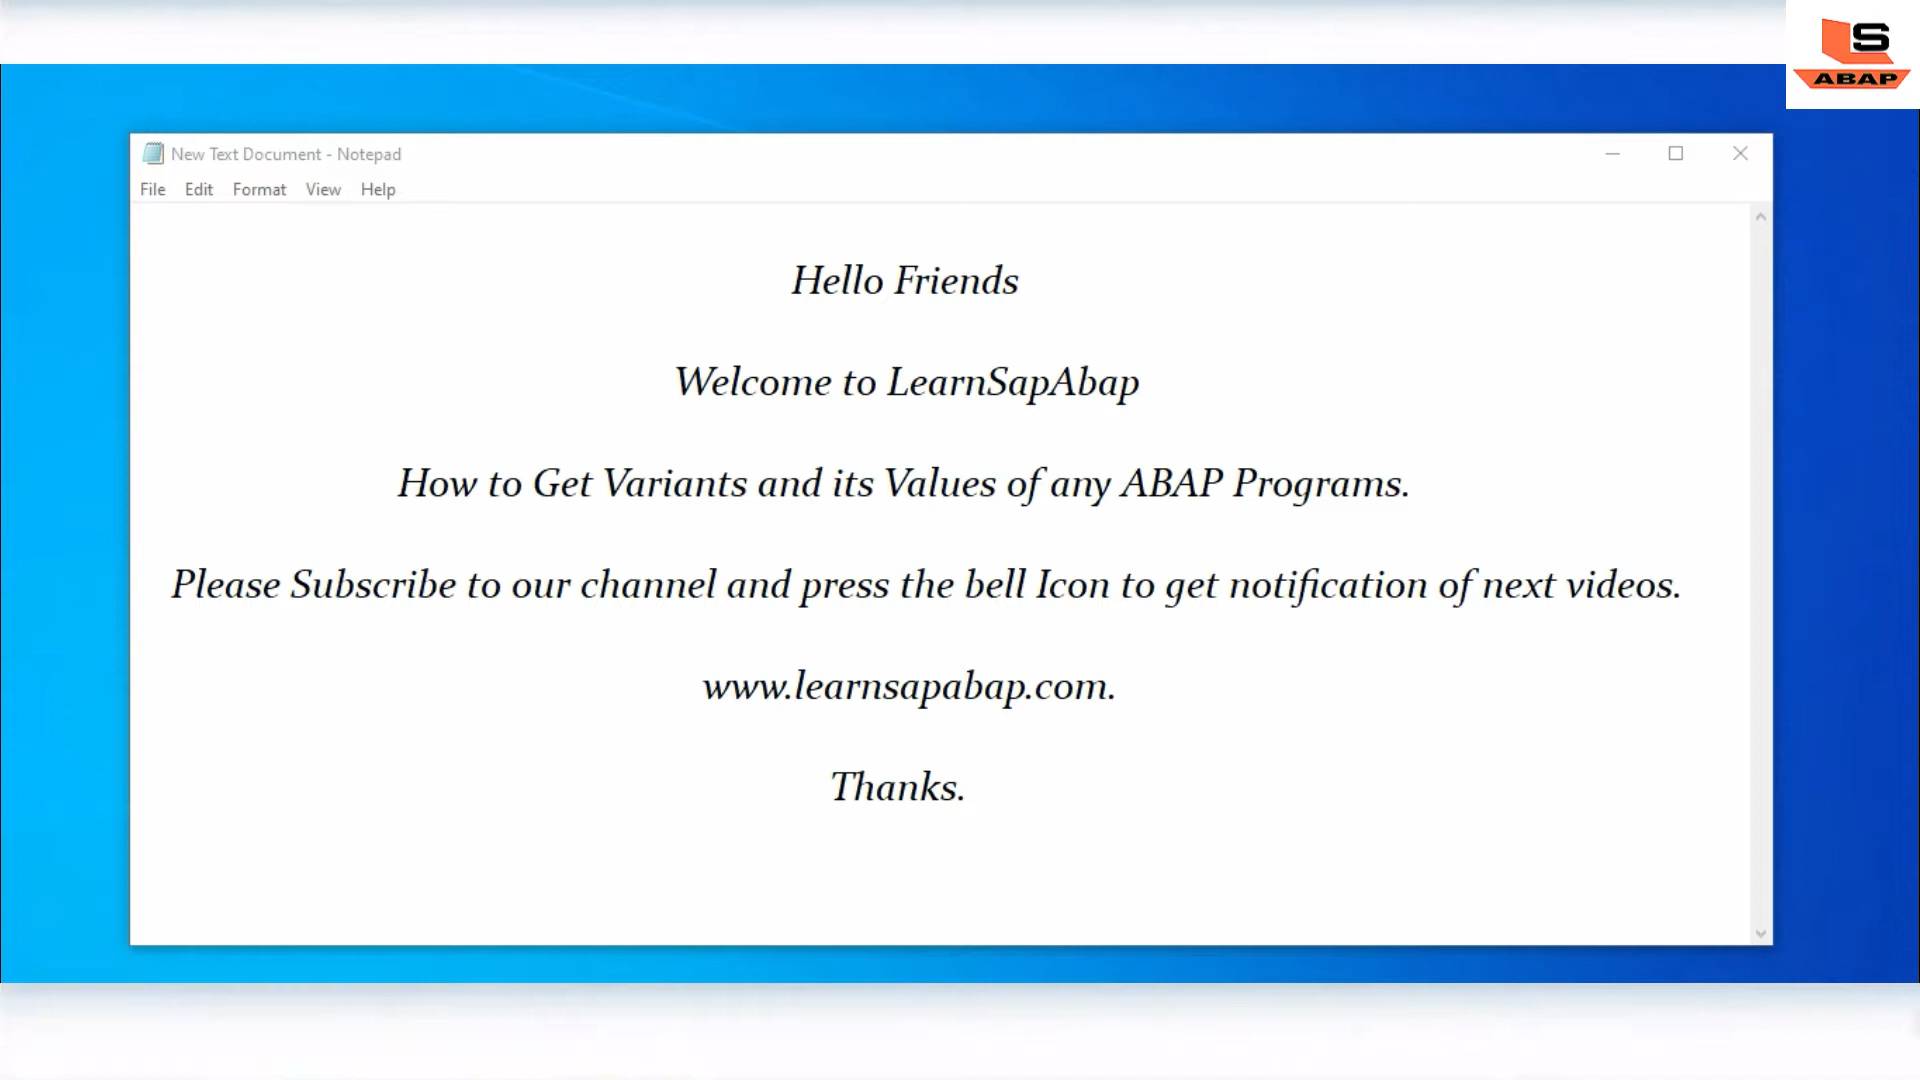 LS
ABAP
New Text Document - Notepad
File Edit Format View Help
Hello Friends
Welcome to LearnSapAbap
How to Get Variants and its Values of any ABAP Programs.
Please Subscribe to our channel and press the bell Icon to get notification of next videos.
www.learnsapabap.com.
Thanks.